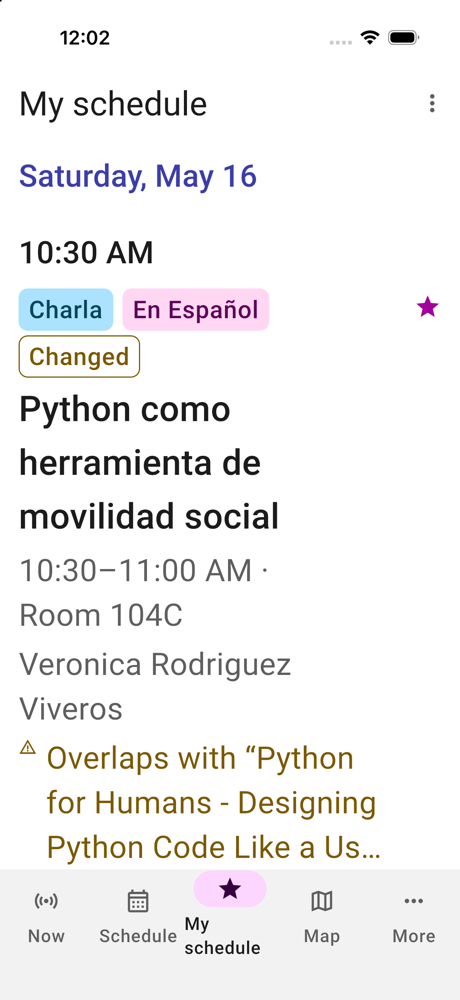 12:02
My schedule
Saturday, May 16
10:30 AM
Charla En Español
Changed
Python como
herramienta de
movilidad social
10:30–11:00 AM ·
Room 104C
Veronica Rodriguez
Viveros
Overlaps with “Python
for Humans - Designing
Python Code Like a Us…
Now Schedule My schedule Map More